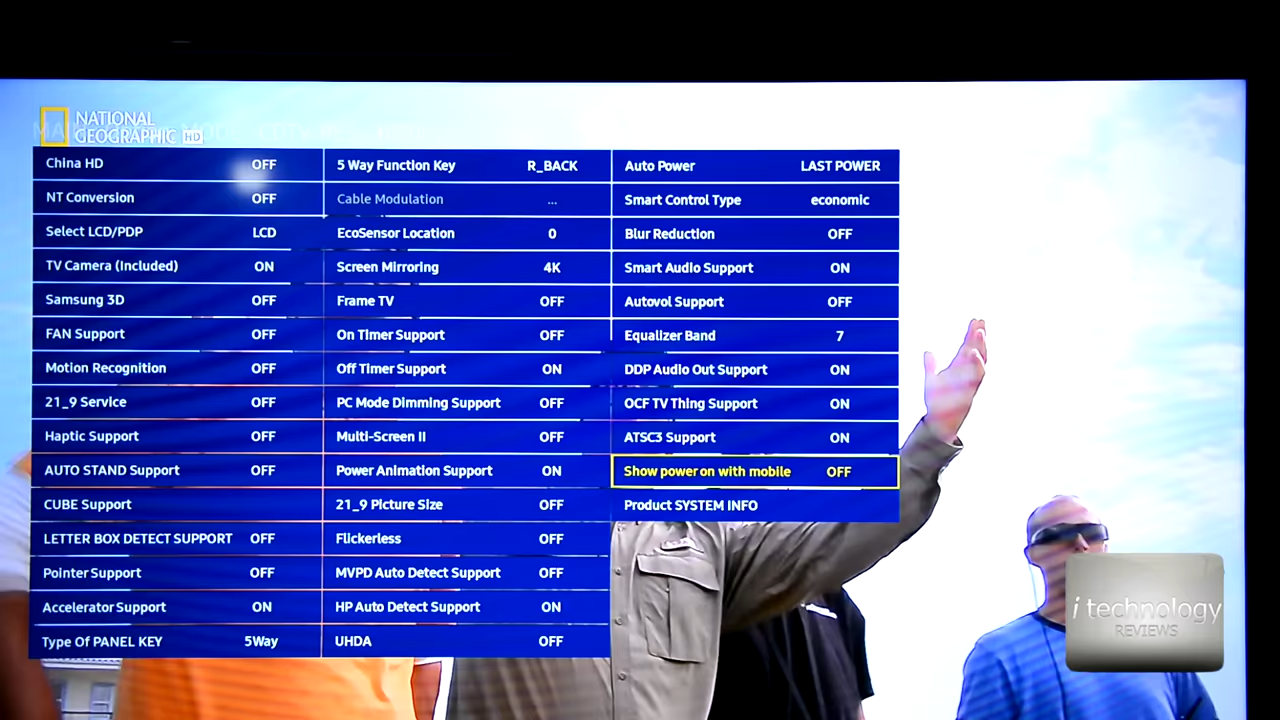 NATIONAL
GEOGRAPHIC HD
China HD OFF
NT Conversion OFF
Select LCD/PDP LCD
TV Camera (Included) ON
Samsung 3D OFF
FAN Support OFF
Motion Recognition OFF
21_9 Service OFF
Haptic Support OFF
AUTO STAND Support OFF
CUBE Support
LETTER BOX DETECT SUPPORT OFF
Pointer Support OFF
Accelerator Support ON
Type Of PANEL KEY 5Way
5 Way Function Key R_BACK
Cable Modulation ...
EcoSensor Location 0
Screen Mirroring 4K
Frame TV OFF
On Timer Support OFF
Off Timer Support ON
PC Mode Dimming Support OFF
Multi-Screen II OFF
Power Animation Support ON
21_9 Picture Size OFF
Flickerless OFF
MVPD Auto Detect Support OFF
HP Auto Detect Support ON
UHDA OFF
Auto Power LAST POWER
Smart Control Type economic
Blur Reduction OFF
Smart Audio Support ON
Autovol Support OFF
Equalizer Band 7
DDP Audio Out Support ON
OCF TV Thing Support ON
ATSC3 Support ON
Show power on with mobile OFF
Product SYSTEM INFO
i technology
REVIEWS